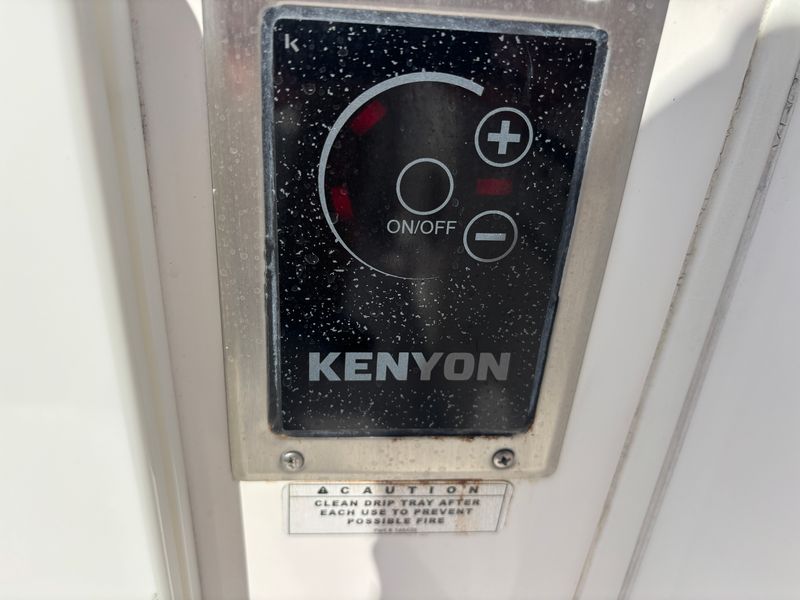 k
+
ON/OFF
−
KENYON
⚠ CAUTION
CLEAN DRIP TRAY AFTER
EACH USE TO PREVENT
POSSIBLE FIRE